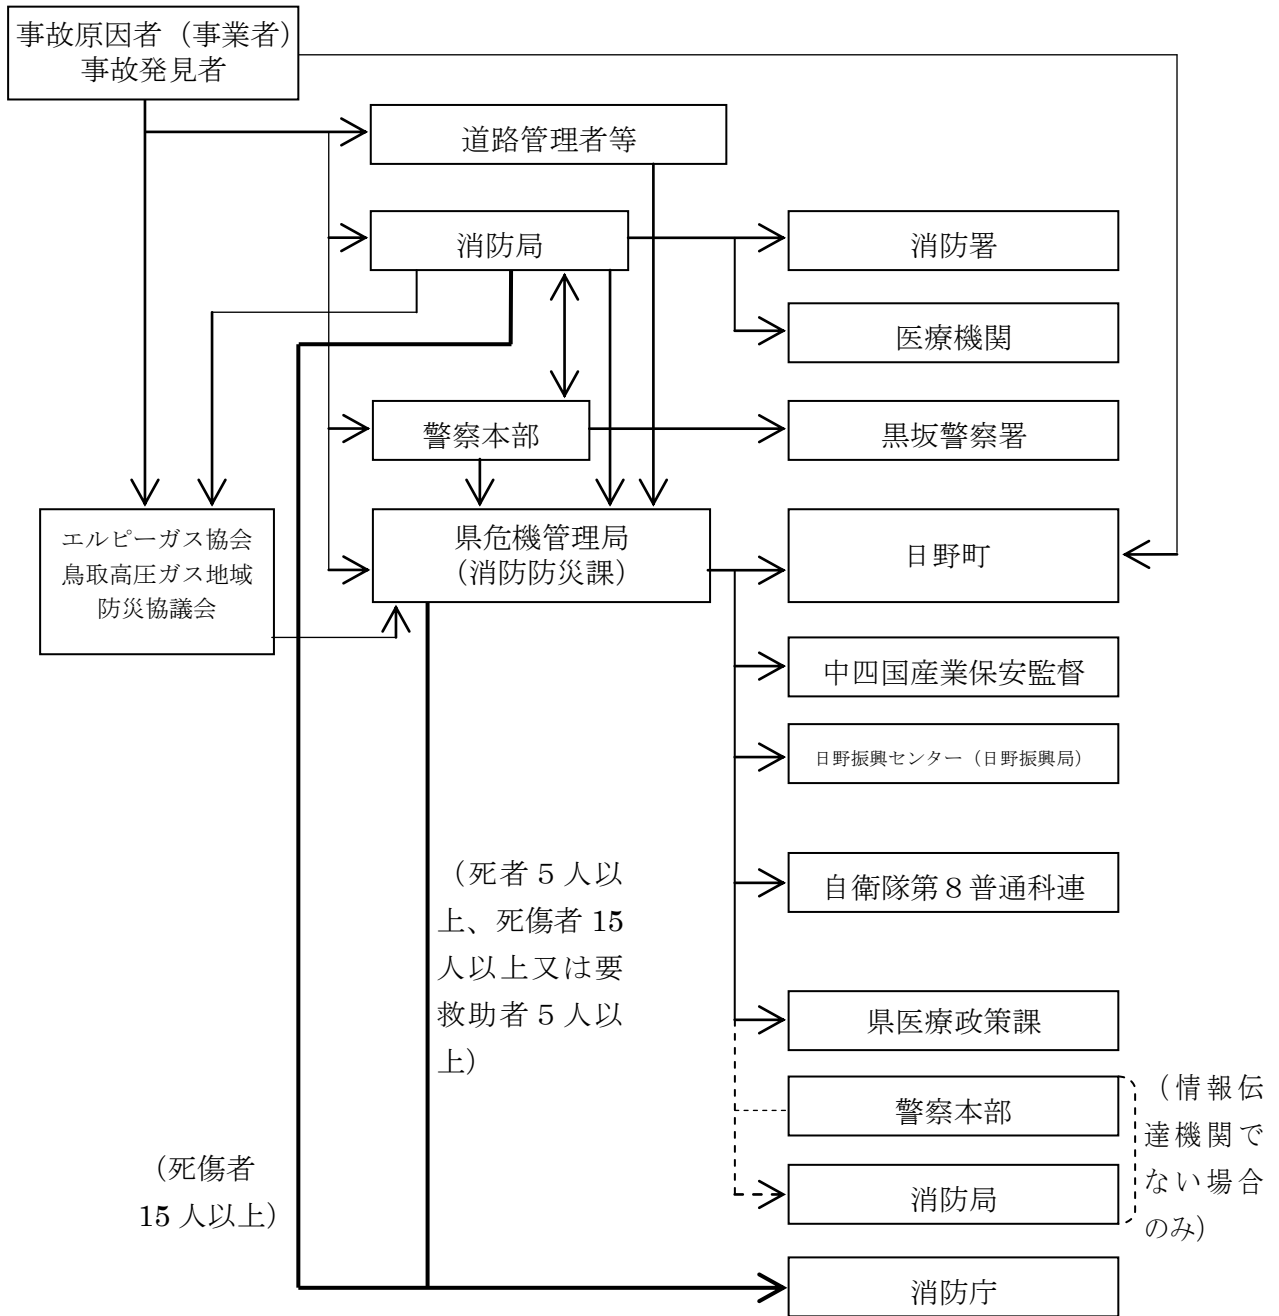 事故原因者（事業者）
事故発見者
道路管理者等
消防局
消防署
医療機関
警察本部
黒坂警察署
エルピーガス協会
鳥取高圧ガス地域
防災協議会
県危機管理局
（消防防災課）
日野町
中四国産業保安監督
日野振興センター（日野振興局）
（死者５人以
上、死傷者 15
人以上又は要
救助者５人以
上）
自衛隊第８普通科連
県医療政策課
警察本部
消防局
（情報伝
達機関で
ない場合
のみ）
（死傷者
15 人以上）
消防庁